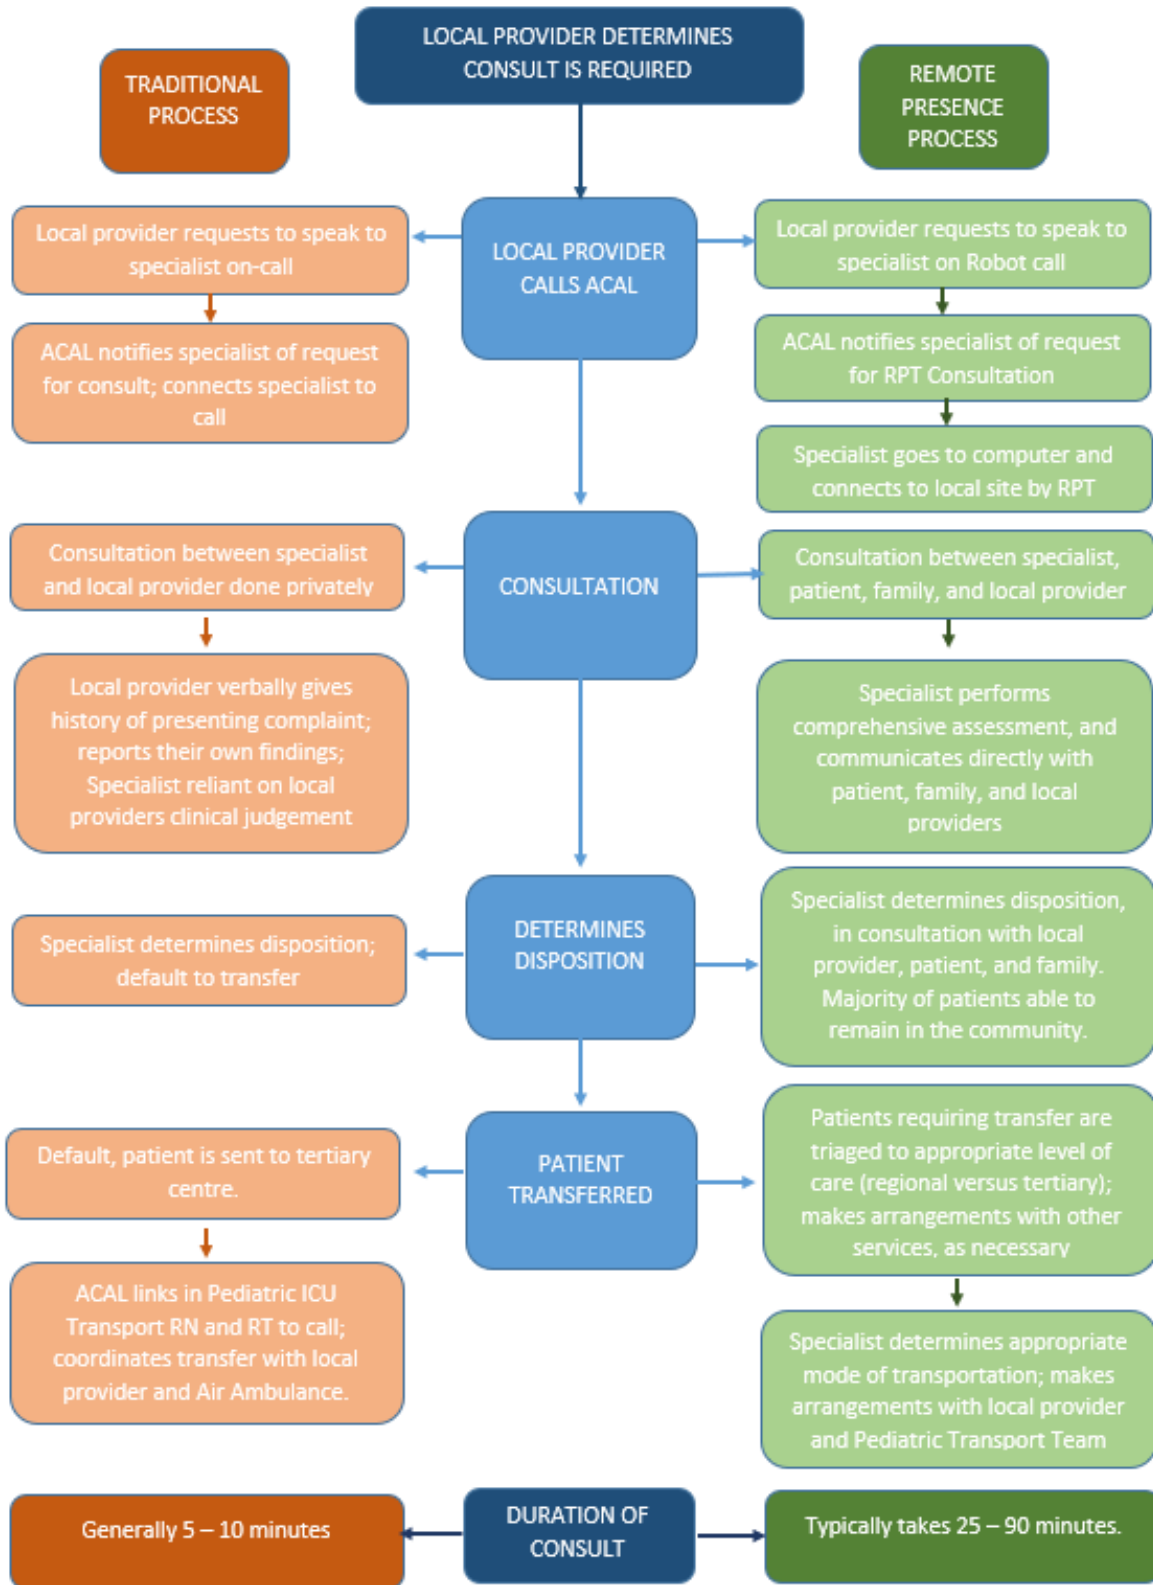 LOCAL PROVIDER DETERMINES
CONSULT IS REQUIRED
TRADITIONAL
PROCESS
REMOTE
PRESENCE
PROCESS
LOCAL PROVIDER
CALLS ACAL
Local provider requests to speak to
specialist on-call
ACAL notifies specialist of request
for consult; connects specialist to
call
Local provider requests to speak to
specialist on Robot call
ACAL notifies specialist of request
for RPT Consultation
Specialist goes to computer and
connects to local site by RPT
CONSULTATION
Consultation between specialist
and local provider done privately
Local provider verbally gives
history of presenting complaint;
reports their own findings;
Specialist reliant on local
providers clinical judgement
Consultation between specialist,
patient, family, and local provider
Specialist performs
comprehensive assessment, and
communicates directly with
patient, family, and local
providers
DETERMINES
DISPOSITION
Specialist determines disposition;
default to transfer
Specialist determines disposition,
in consultation with local
provider, patient, and family.
Majority of patients able to
remain in the community.
PATIENT
TRANSFERRED
Default, patient is sent to tertiary
centre.
ACAL links in Pediatric ICU
Transport RN and RT to call;
coordinates transfer with local
provider and Air Ambulance.
Patients requiring transfer are
triaged to appropriate level of
care (regional versus tertiary);
makes arrangements with other
services, as necessary
Specialist determines appropriate
mode of transportation; makes
arrangements with local provider
and Pediatric Transport Team
DURATION OF
CONSULT
Generally 5 – 10 minutes
Typically takes 25 – 90 minutes.